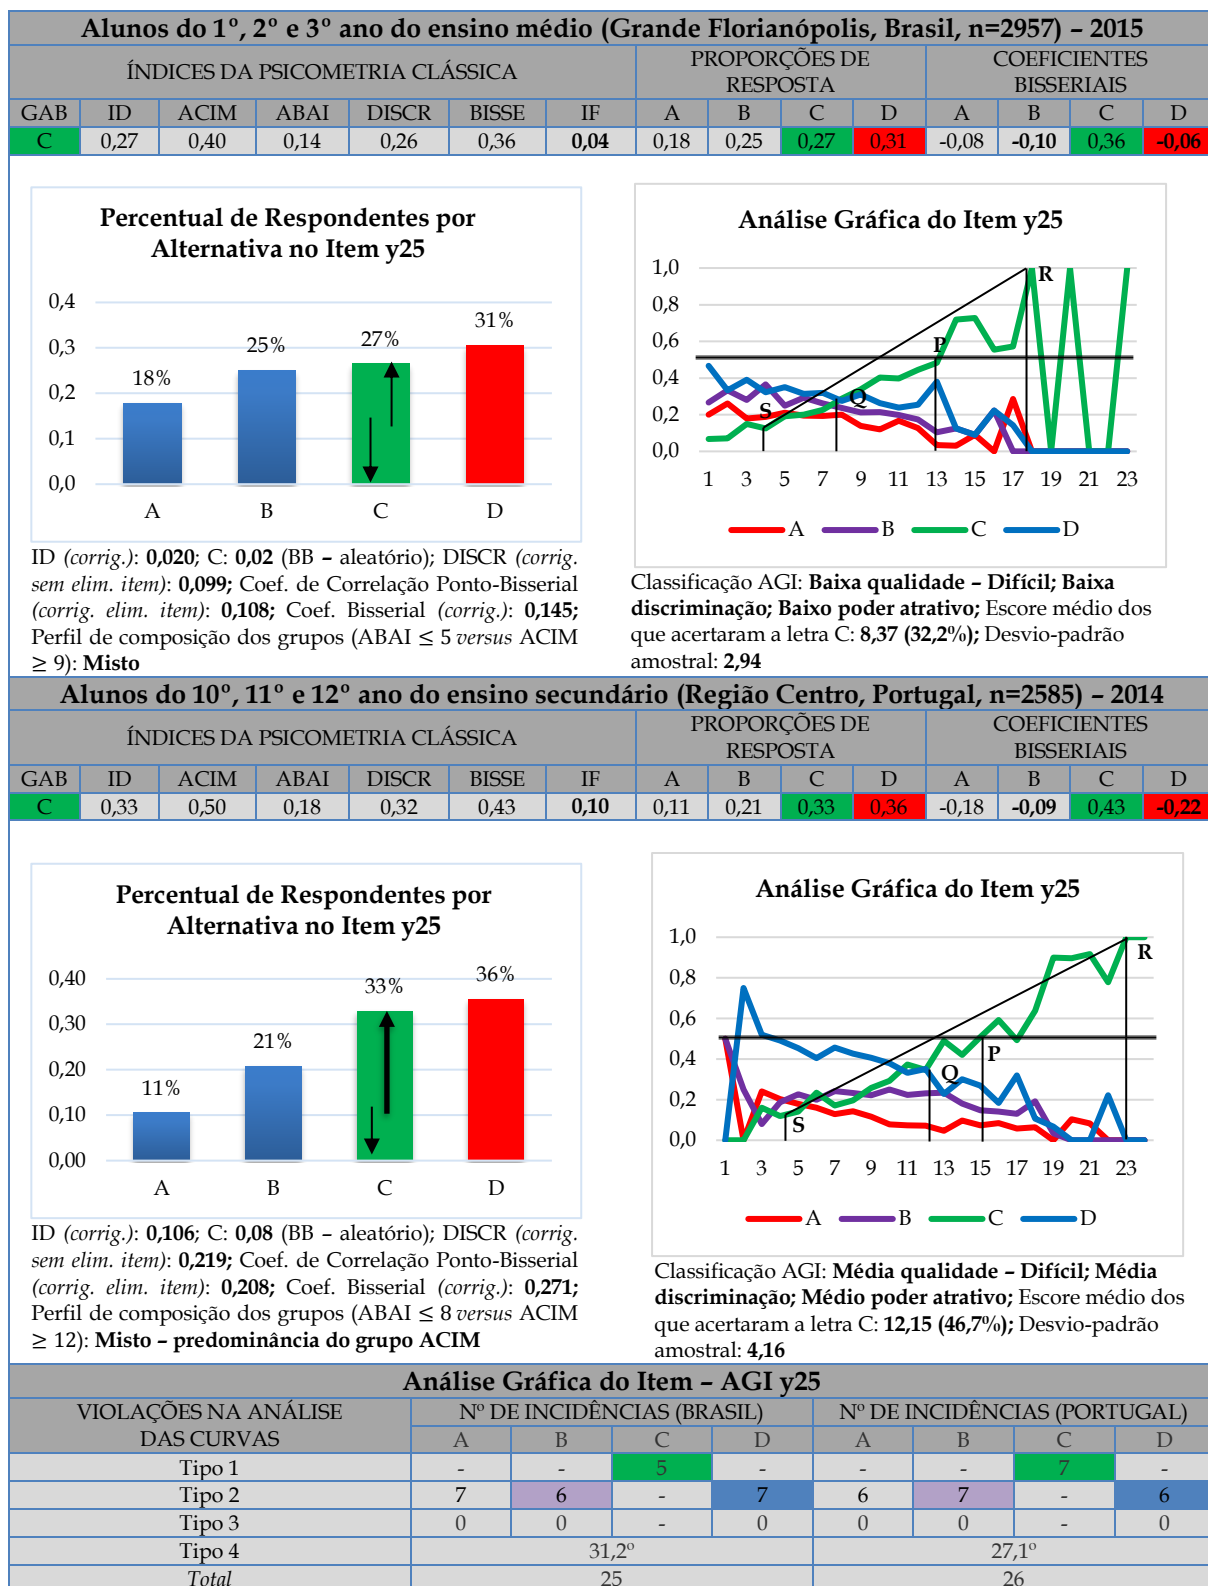 Alunos do 1º, 2º e 3º ano do ensino médio (Grande Florianópolis, Brasil, n=2957) – 2015
ÍNDICES DA PSICOMETRIA CLÁSSICA PROPORÇÕES DE RESPOSTA COEFICIENTES BISSERIAIS
GAB ID ACIM ABAI DISCR BISSE IF A B C D A B C D
C 0,27 0,40 0,14 0,26 0,36 0,04 0,18 0,25 0,27 0,31 -0,08 -0,10 0,36 -0,06
Percentual de Respondentes por
Alternativa no Item y25
0,4
0,3
0,2
0,1
0,0
18%
25%
27%
31%
A B C D
Análise Gráfica do Item y25
1,0
0,8
0,6
0,4
0,2
0,0
S Q P R
1 3 5 7 9 11 13 15 17 19 21 23
A B C D
ID (corrig.): 0,020; C: 0,02 (BB – aleatório); DISCR (corrig.
sem elim. item): 0,099; Coef. de Correlação Ponto-Bisserial
(corrig. elim. item): 0,108; Coef. Bisserial (corrig.): 0,145;
Perfil de composição dos grupos (ABAI ≤ 5 versus ACIM
≥ 9): Misto
Classificação AGI: Baixa qualidade – Difícil; Baixa
discriminação; Baixo poder atrativo; Escore médio dos
que acertaram a letra C: 8,37 (32,2%); Desvio-padrão
amostral: 2,94
Alunos do 10º, 11º e 12º ano do ensino secundário (Região Centro, Portugal, n=2585) – 2014
ÍNDICES DA PSICOMETRIA CLÁSSICA PROPORÇÕES DE RESPOSTA COEFICIENTES BISSERIAIS
GAB ID ACIM ABAI DISCR BISSE IF A B C D A B C D
C 0,33 0,50 0,18 0,32 0,43 0,10 0,11 0,21 0,33 0,36 -0,18 -0,09 0,43 -0,22
Percentual de Respondentes por
Alternativa no Item y25
0,40
0,30
0,20
0,10
0,00
11%
21%
33%
36%
A B C D
Análise Gráfica do Item y25
1,0
0,8
0,6
0,4
0,2
0,0
S Q P R
1 3 5 7 9 11 13 15 17 19 21 23
A B C D
ID (corrig.): 0,106; C: 0,08 (BB – aleatório); DISCR (corrig.
sem elim. item): 0,219; Coef. de Correlação Ponto-Bisserial
(corrig. elim. item): 0,208; Coef. Bisserial (corrig.): 0,271;
Perfil de composição dos grupos (ABAI ≤ 8 versus ACIM
≥ 12): Misto – predominância do grupo ACIM
Classificação AGI: Média qualidade – Difícil; Média
discriminação; Médio poder atrativo; Escore médio dos
que acertaram a letra C: 12,15 (46,7%); Desvio-padrão
amostral: 4,16
Análise Gráfica do Item – AGI y25
VIOLAÇÕES NA ANÁLISE DAS CURVAS Nº DE INCIDÊNCIAS (BRASIL) Nº DE INCIDÊNCIAS (PORTUGAL)
A B C D A B C D
Tipo 1 - - 5 - - - 7 -
Tipo 2 7 6 - 7 6 7 - 6
Tipo 3 0 0 - 0 0 0 - 0
Tipo 4 31,2º 27,1º
Total 25 26